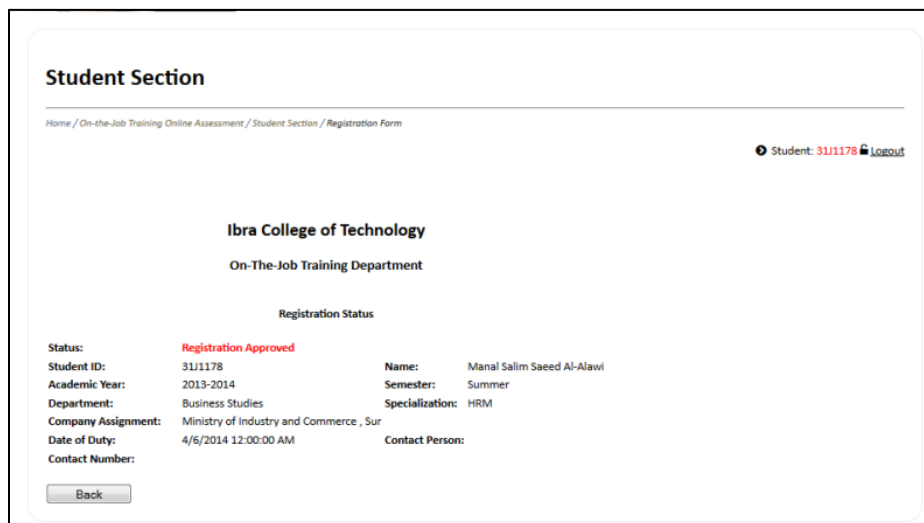 Student Section
Home / On-the-Job Training Online Assessment / Student Section / Registration Form
Student: 31J1178 Logout
Ibra College of Technology
On-The-Job Training Department
Registration Status
Status: Registration Approved
Student ID: 31J1178 Name: Manal Salim Saeed Al-Alawi
Academic Year: 2013-2014 Semester: Summer
Department: Business Studies Specialization: HRM
Company Assignment: Ministry of Industry and Commerce , Sur
Date of Duty: 4/6/2014 12:00:00 AM Contact Person:
Contact Number:
Back